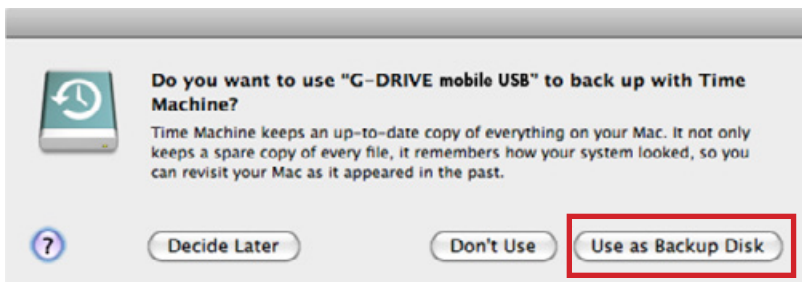 Do you want to use "G-DRIVE mobile USB" to back up with Time
Machine?
Time Machine keeps an up-to-date copy of everything on your Mac. It not only
keeps a spare copy of every file, it remembers how your system looked, so you
can revisit your Mac as it appeared in the past.
? Decide Later Don't Use Use as Backup Disk